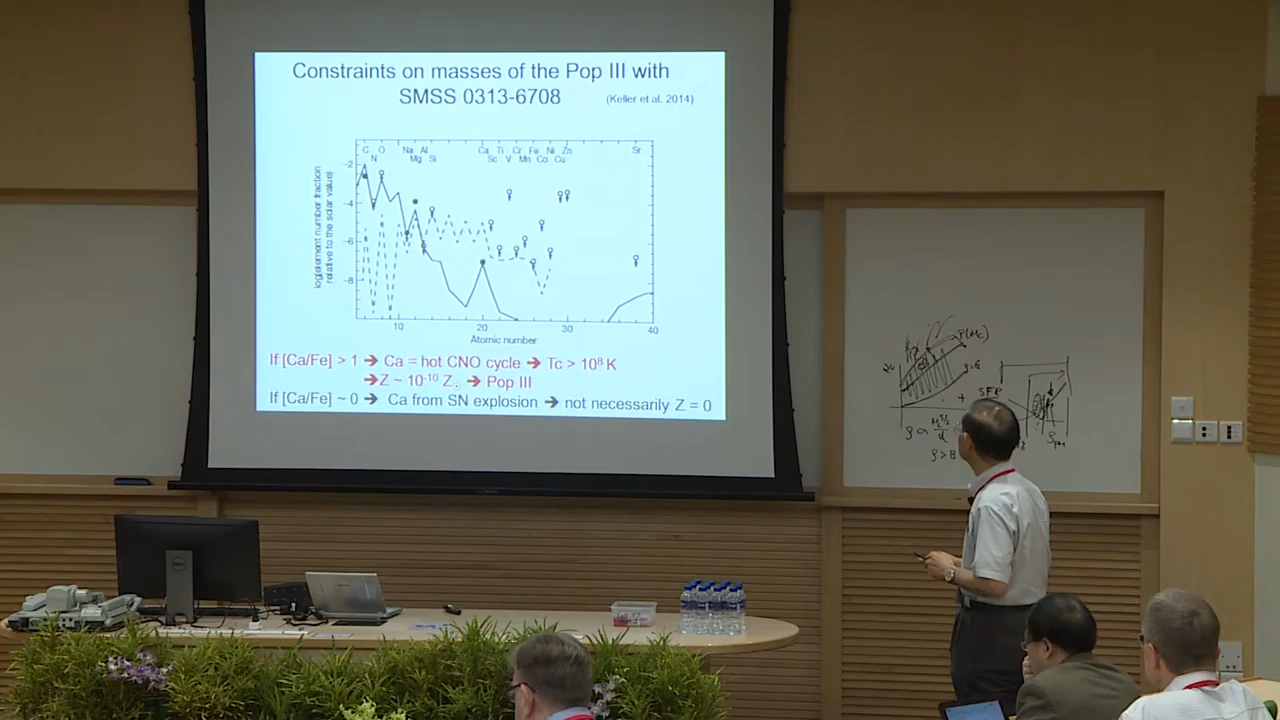 Constraints on masses of the Pop III with
SMSS 0313-6708 (Keller et al. 2014)
C O Na Al Ca Ti Cr Fe Ni Zn Sr
N Mg Si Sc V Mn Co Cu
log(element number fraction
relative to the solar value)
-2
-4
-6
-8
10 20 30 40
Atomic number
If [Ca/Fe] > 1 → Ca = hot CNO cycle → Tc > 10⁸ K
→ Z ~ 10⁻¹⁰ Z. → Pop III
If [Ca/Fe] ~ 0 → Ca from SN explosion → not necessarily Z = 0
+ SFR
DELL